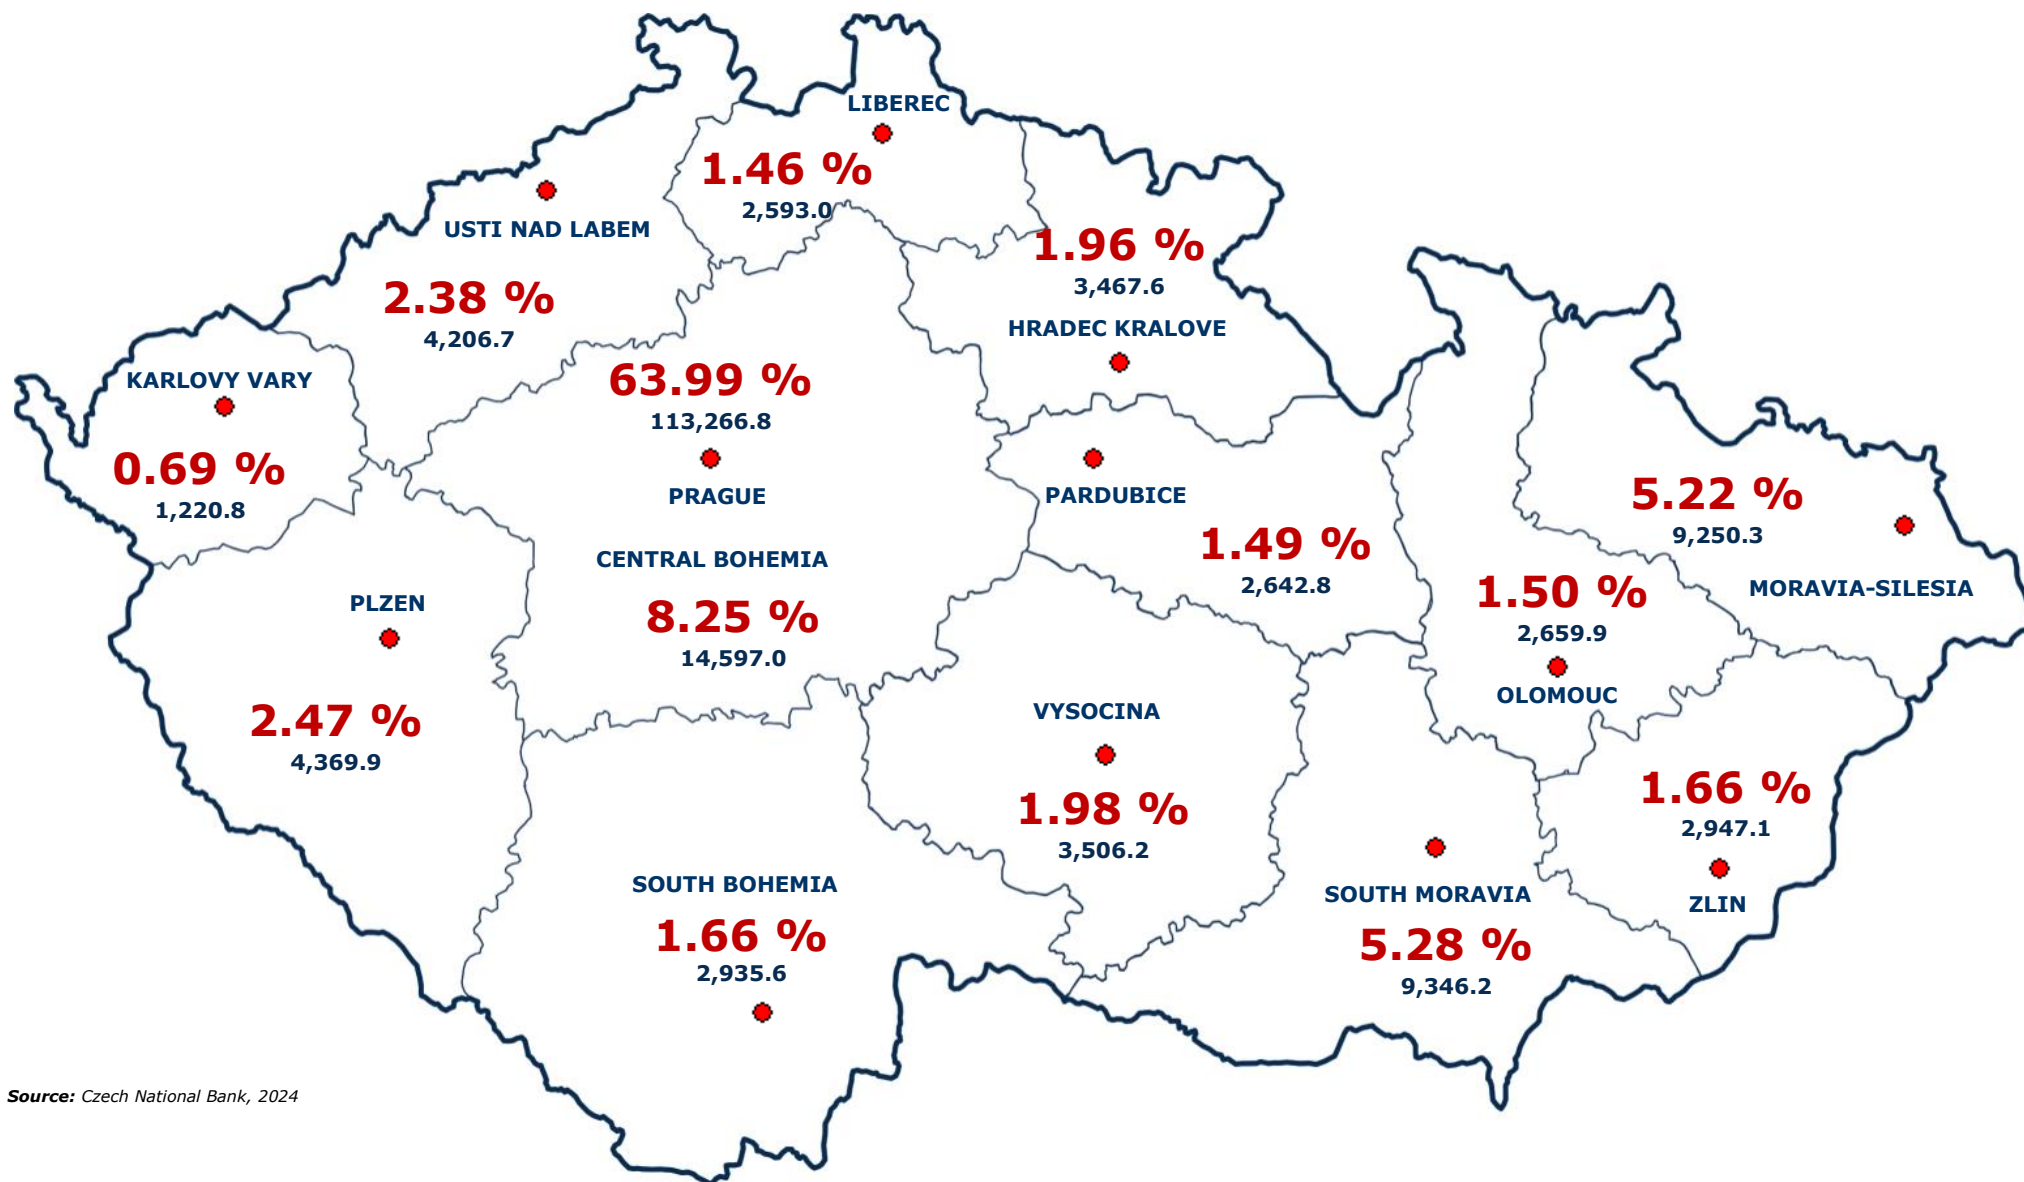 LIBEREC
1.46 %
2,593.0
USTI NAD LABEM
2.38 %
4,206.7
1.96 %
3,467.6
HRADEC KRALOVE
KARLOVY VARY
0.69 %
1,220.8
63.99 %
113,266.8
PRAGUE
CENTRAL BOHEMIA
8.25 %
14,597.0
PARDUBICE
1.49 %
2,642.8
5.22 %
9,250.3
MORAVIA-SILESIA
1.50 %
2,659.9
OLOMOUC
PLZEN
2.47 %
4,369.9
VYSOCINA
1.98 %
3,506.2
1.66 %
2,947.1
ZLIN
SOUTH BOHEMIA
1.66 %
2,935.6
SOUTH MORAVIA
5.28 %
9,346.2
Source: Czech National Bank, 2024